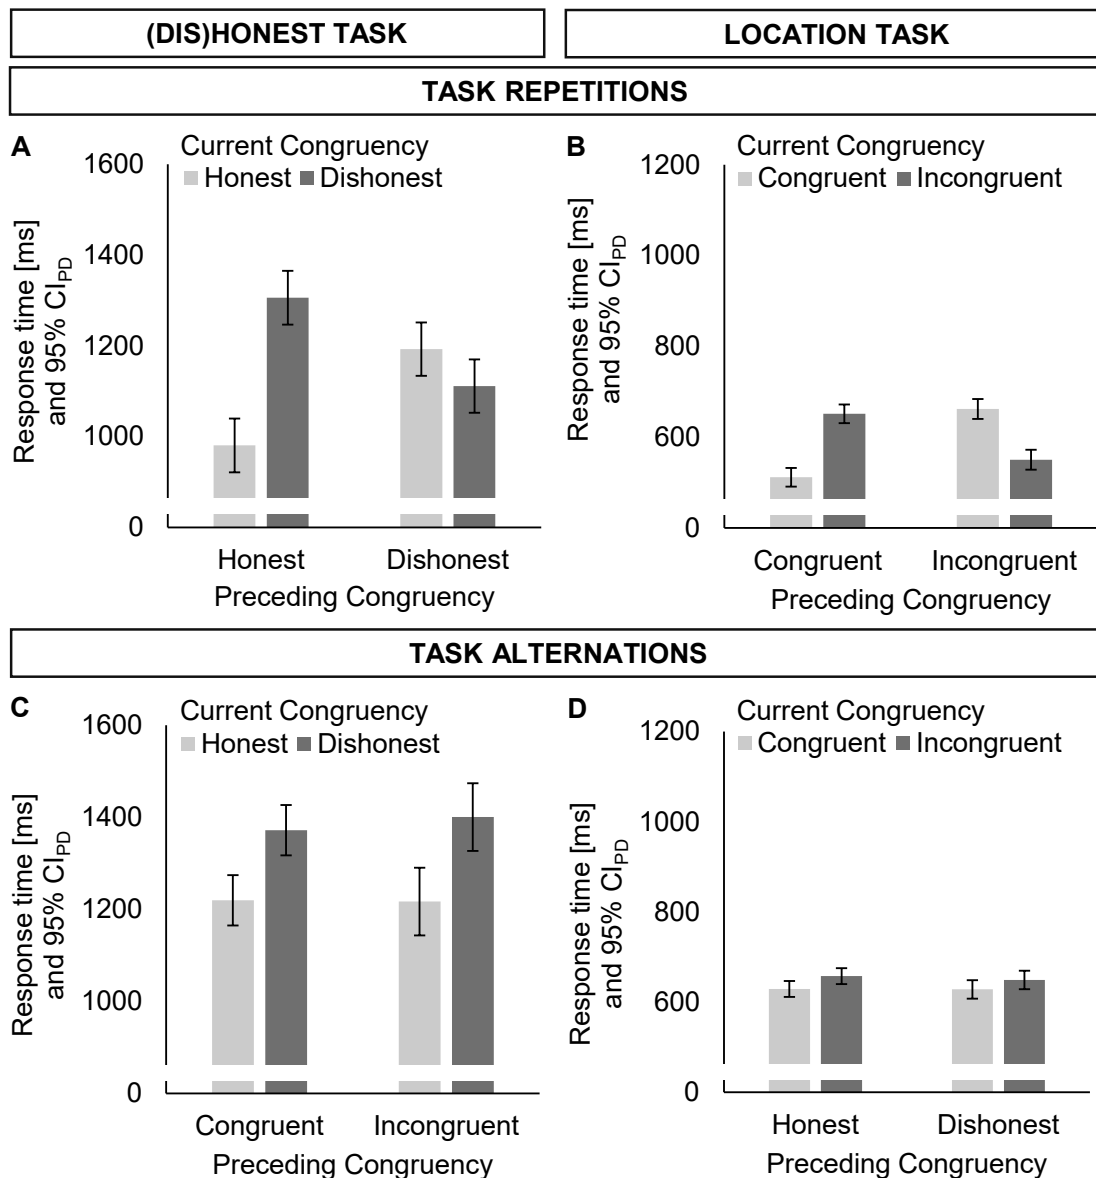 (DIS)HONEST TASK
LOCATION TASK
TASK REPETITIONS
A
Current Congruency
Honest Dishonest
Response time [ms]
and 95% CI_PD
1600
1400
1200
1000
0
Honest Dishonest
Preceding Congruency
B
Current Congruency
Congruent Incongruent
Response time [ms]
and 95% CI_PD
1200
1000
800
600
0
Congruent Incongruent
Preceding Congruency
TASK ALTERNATIONS
C
Current Congruency
Honest Dishonest
Response time [ms]
and 95% CI_PD
1600
1400
1200
1000
0
Congruent Incongruent
Preceding Congruency
D
Current Congruency
Congruent Incongruent
Response time [ms]
and 95% CI_PD
1200
1000
800
600
0
Honest Dishonest
Preceding Congruency